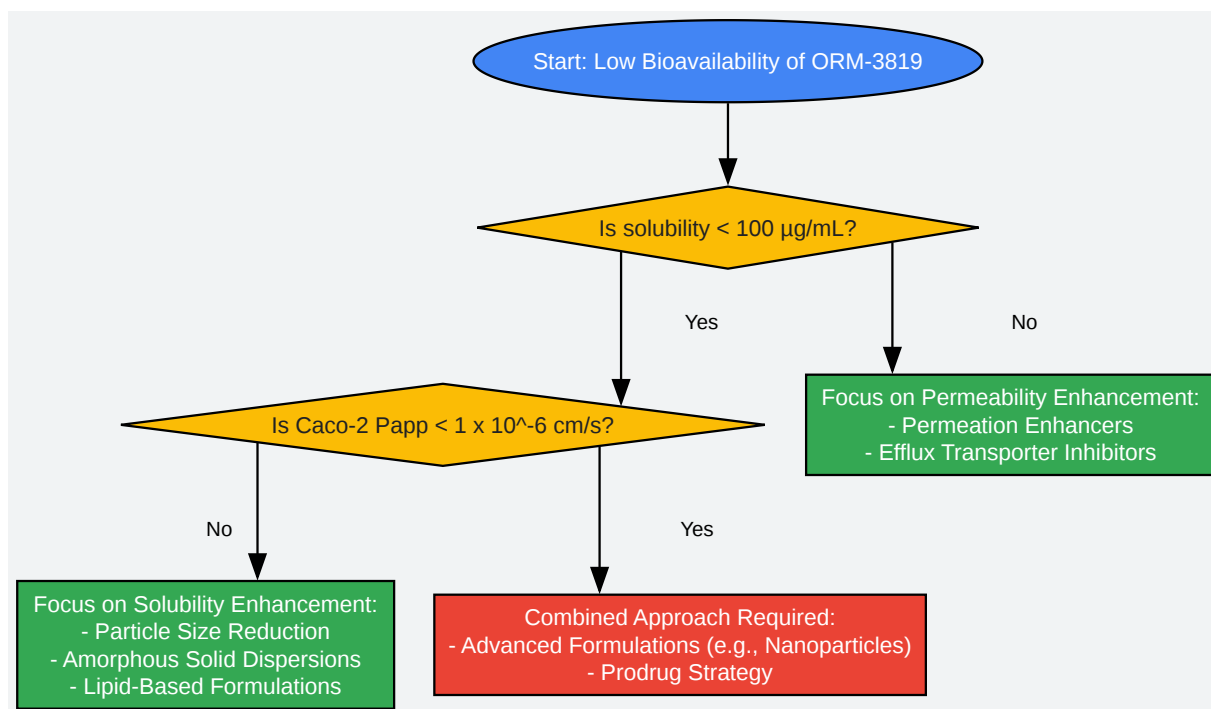 Start: Low Bioavailability of ORM-3819
Is solubility < 100 µg/mL?
Yes
No
Focus on Permeability Enhancement:
- Permeation Enhancers
- Efflux Transporter Inhibitors
Is Caco-2 Papp < 1 x 10^-6 cm/s?
No
Yes
Focus on Solubility Enhancement:
- Particle Size Reduction
- Amorphous Solid Dispersions
- Lipid-Based Formulations
Combined Approach Required:
- Advanced Formulations (e.g., Nanoparticles)
- Prodrug Strategy